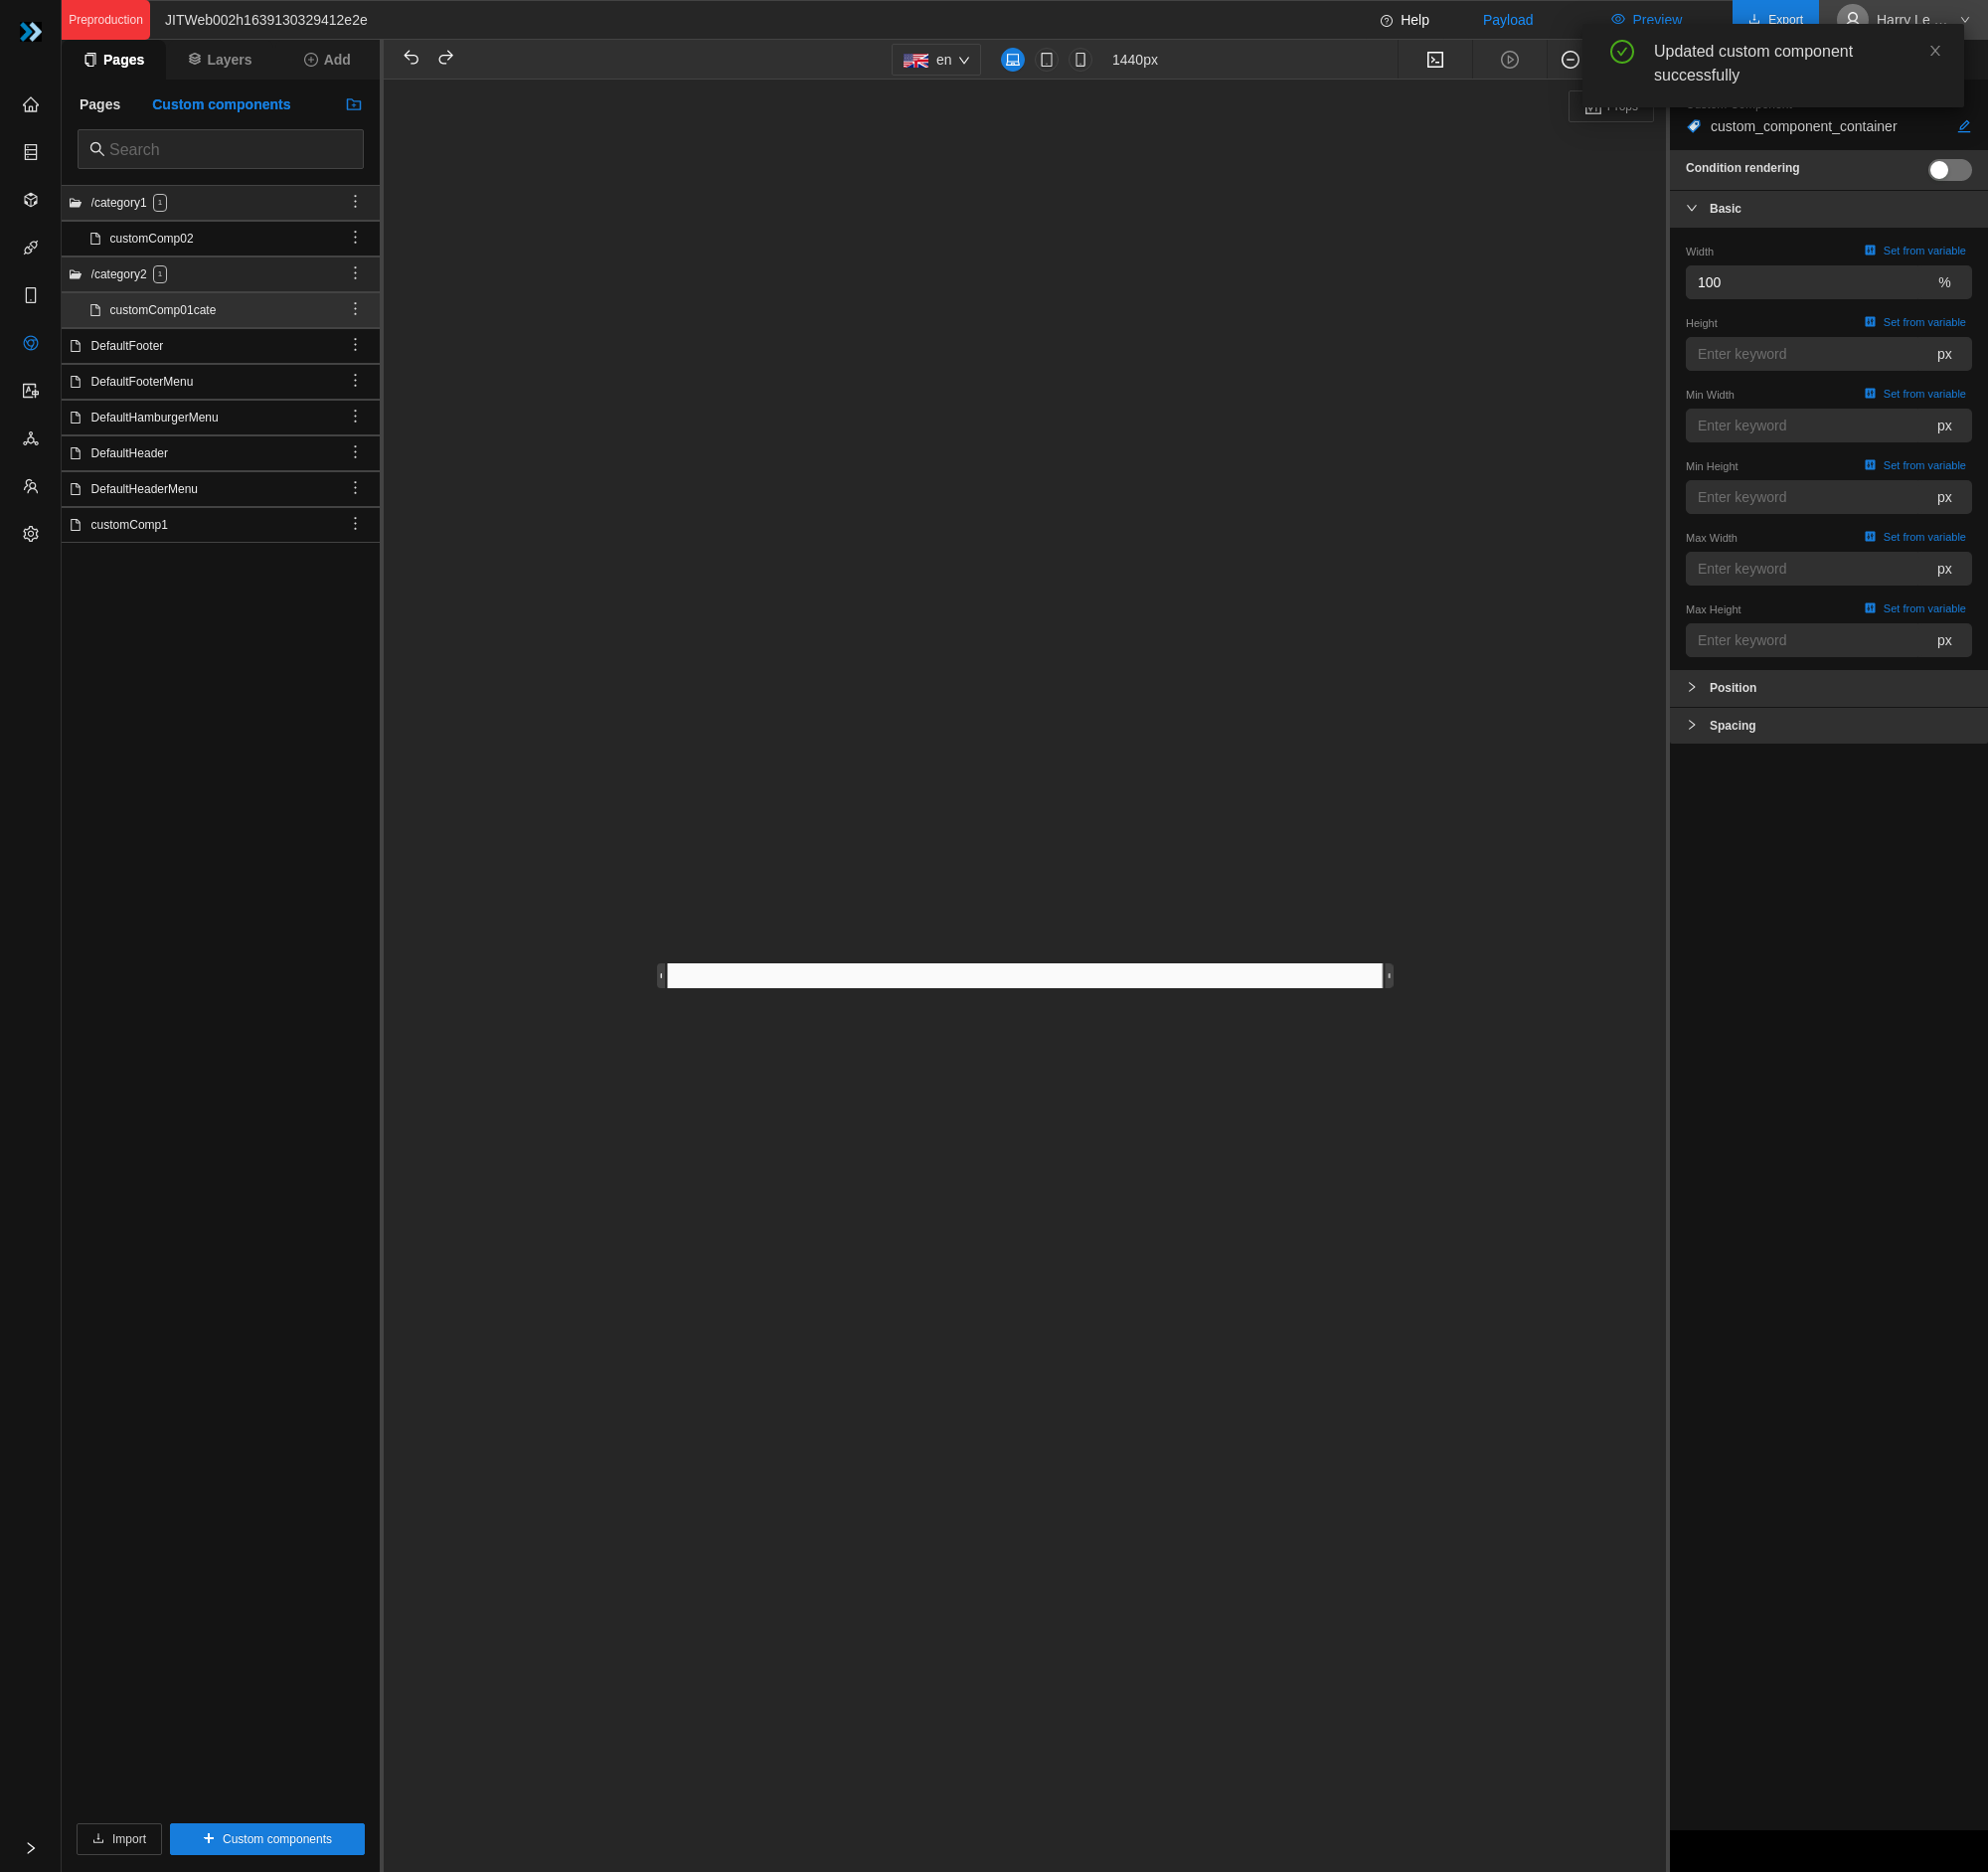 Preproduction
JITWeb002h1639130329412e2e
Help
Payload
Preview
Export
Harry Le ...
Pages
Layers
Add
en
1440px
Updated custom component
successfully
Pages
Custom components
Props
Custom Component
custom_component_container
Search
Condition rendering
/category1 1
customComp02
/category2 1
customComp01cate
DefaultFooter
DefaultFooterMenu
DefaultHamburgerMenu
DefaultHeader
DefaultHeaderMenu
customComp1
Basic
Width
Set from variable
100
%
Height
Set from variable
Enter keyword
px
Min Width
Set from variable
Enter keyword
px
Min Height
Set from variable
Enter keyword
px
Max Width
Set from variable
Enter keyword
px
Max Height
Set from variable
Enter keyword
px
Position
Spacing
Import
Custom components